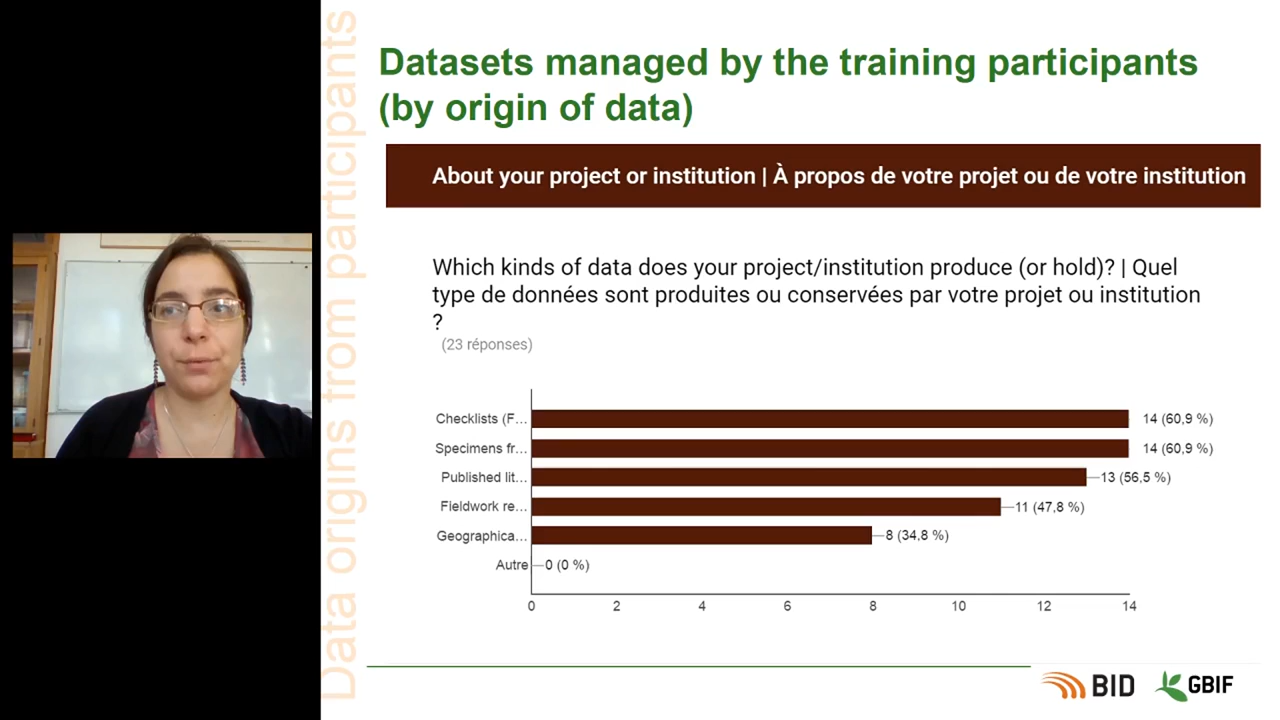 Data origins from participants
Datasets managed by the training participants
(by origin of data)
About your project or institution | À propos de votre projet ou de votre institution
Which kinds of data does your project/institution produce (or hold)? | Quel
type de données sont produites ou conservées par votre projet ou institution
?
(23 réponses)
Checklists (F...
14 (60,9 %)
Specimens fr...
14 (60,9 %)
Published lit...
13 (56,5 %)
Fieldwork re...
11 (47,8 %)
Geographica...
8 (34,8 %)
Autre
0 (0 %)
0 2 4 6 8 10 12 14
BID GBIF